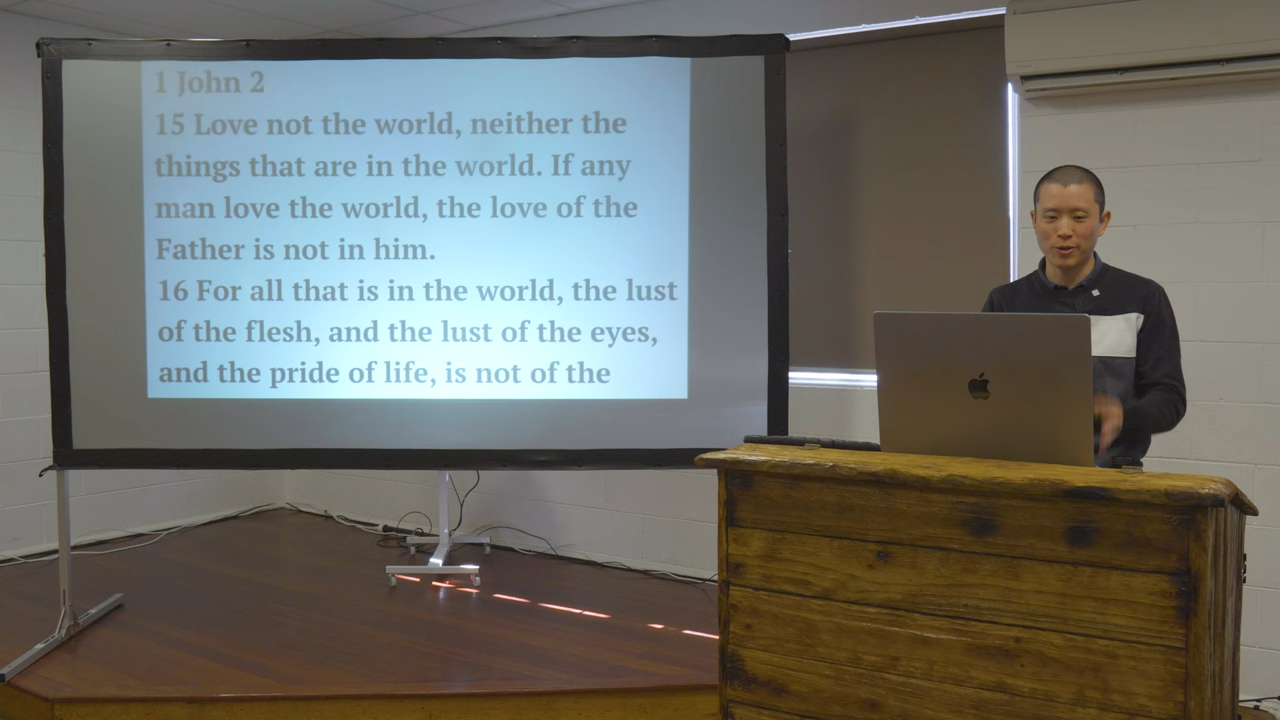 1 John 2
15 Love not the world, neither the
things that are in the world. If any
man love the world, the love of the
Father is not in him.
16 For all that is in the world, the lust
of the flesh, and the lust of the eyes,
and the pride of life, is not of the